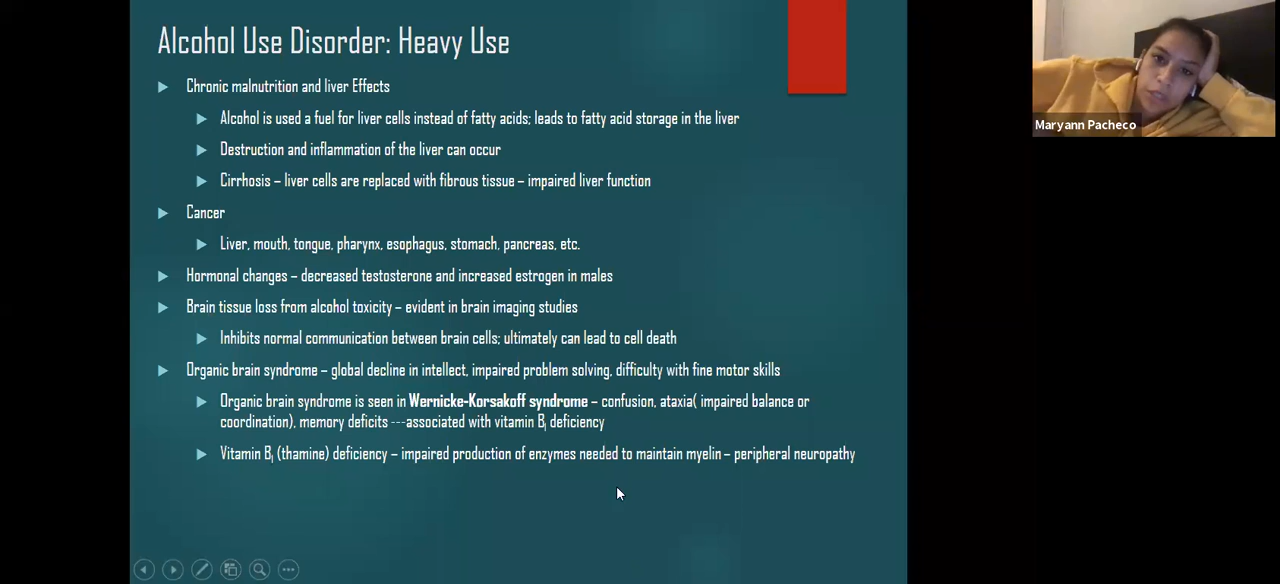 Alcohol Use Disorder: Heavy Use
Chronic malnutrition and liver Effects
Alcohol is used a fuel for liver cells instead of fatty acids; leads to fatty acid storage in the liver
Destruction and inflammation of the liver can occur
Cirrhosis – liver cells are replaced with fibrous tissue – impaired liver function
Cancer
Liver, mouth, tongue, pharynx, esophagus, stomach, pancreas, etc.
Hormonal changes – decreased testosterone and increased estrogen in males
Brain tissue loss from alcohol toxicity – evident in brain imaging studies
Inhibits normal communication between brain cells; ultimately can lead to cell death
Organic brain syndrome – global decline in intellect, impaired problem solving, difficulty with fine motor skills
Organic brain syndrome is seen in Wernicke-Korsakoff syndrome – confusion, ataxia( impaired balance or
coordination), memory deficits ---associated with vitamin B₁ deficiency
Vitamin B₁ (thamine) deficiency – impaired production of enzymes needed to maintain myelin – peripheral neuropathy
Maryann Pacheco